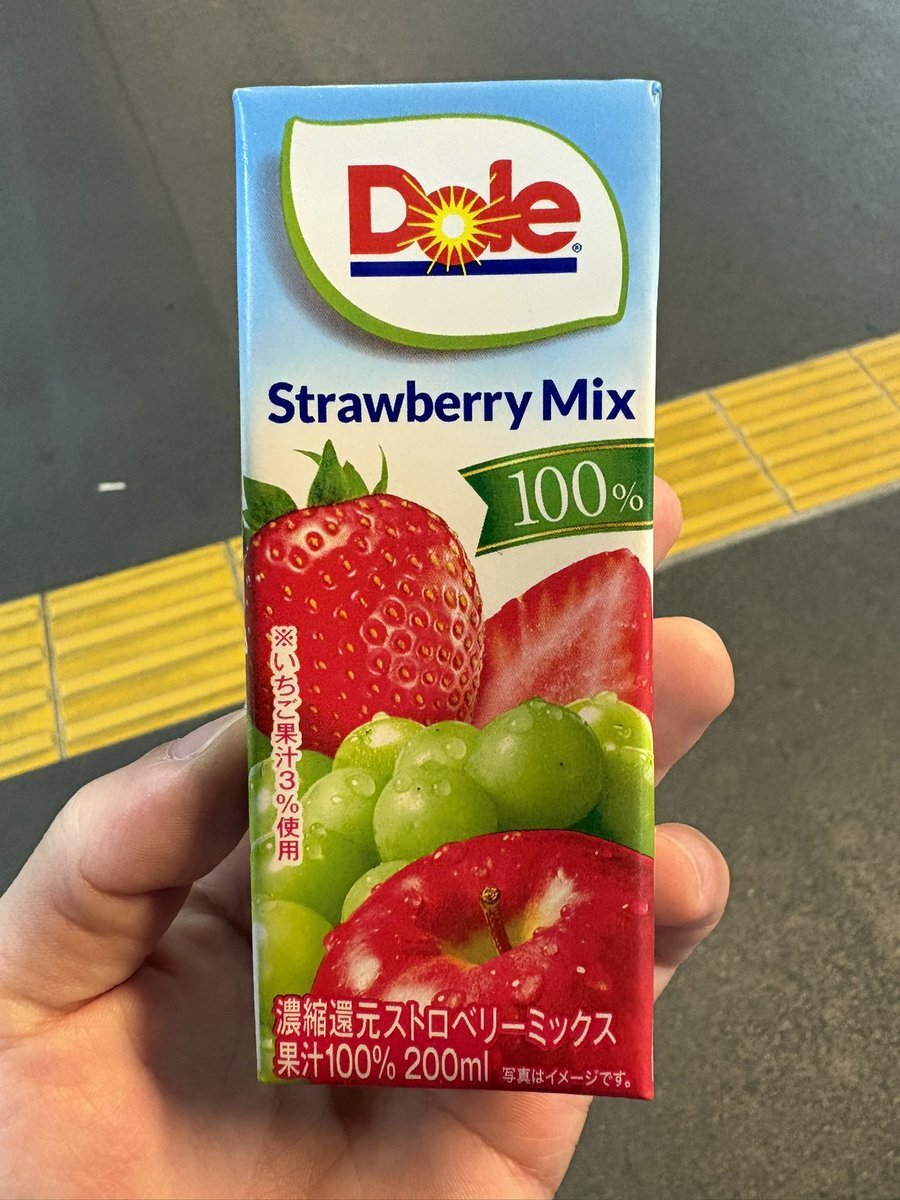 Dole®
Strawberry Mix
100%
※いちご果汁3%使用
濃縮還元ストロベリーミックス
果汁100% 200ml 写真はイメージです。